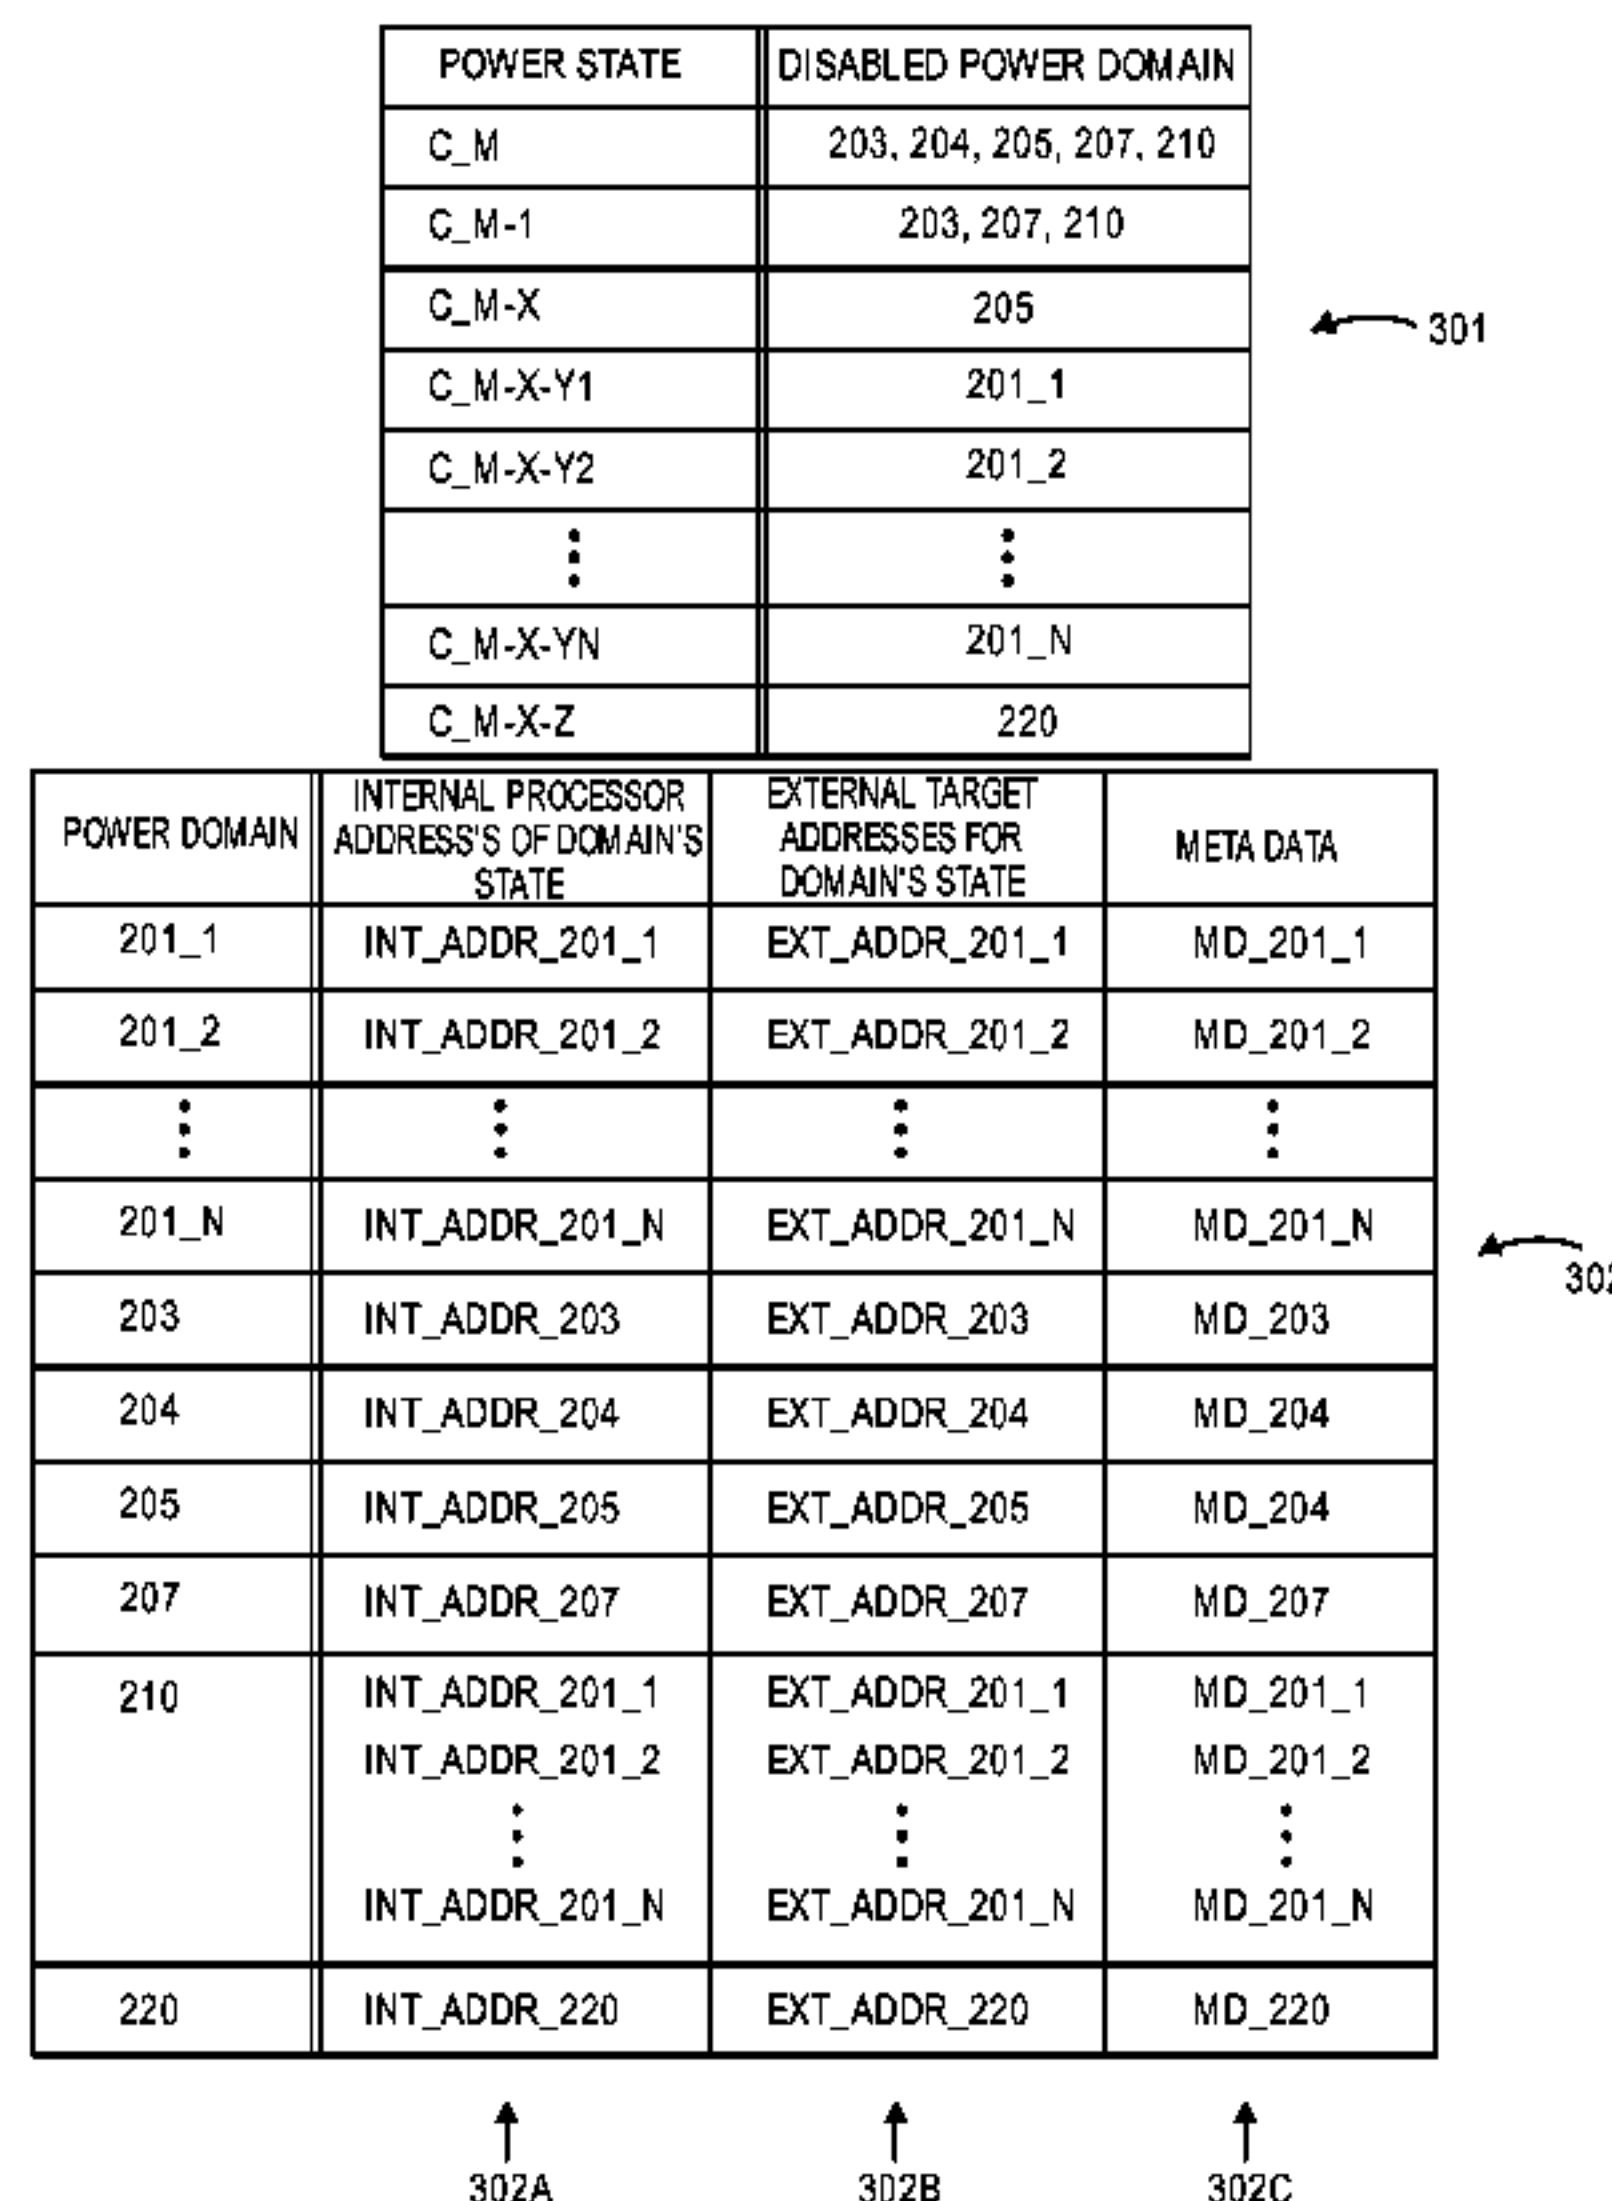 POWER STATE DISABLED POWER DOMAIN
C_M 203, 204, 205, 207, 210
C_M-1 203, 207, 210
C_M-X 205
301
C_M-X-Y1 201_1
C_M-X-Y2 201_2
C_M-X-YN 201_N
C_M-X-Z 220
POWER DOMAIN
INTERNAL PROCESSOR
ADDRESS'S OF DOMAIN'S
STATE
EXTERNAL TARGET
ADDRESSES FOR
DOMAIN'S STATE
META DATA
201_1 INT_ADDR_201_1 EXT_ADDR_201_1 MD_201_1
201_2 INT_ADDR_201_2 EXT_ADDR_201_2 MD_201_2
201_N INT_ADDR_201_N EXT_ADDR_201_N MD_201_N
302
203 INT_ADDR_203 EXT_ADDR_203 MD_203
204 INT_ADDR_204 EXT_ADDR_204 MD_204
205 INT_ADDR_205 EXT_ADDR_205 MD_204
207 INT_ADDR_207 EXT_ADDR_207 MD_207
210 INT_ADDR_201_1 EXT_ADDR_201_1 MD_201_1
INT_ADDR_201_2 EXT_ADDR_201_2 MD_201_2
INT_ADDR_201_N EXT_ADDR_201_N MD_201_N
220 INT_ADDR_220 EXT_ADDR_220 MD_220
302A 302B 302C